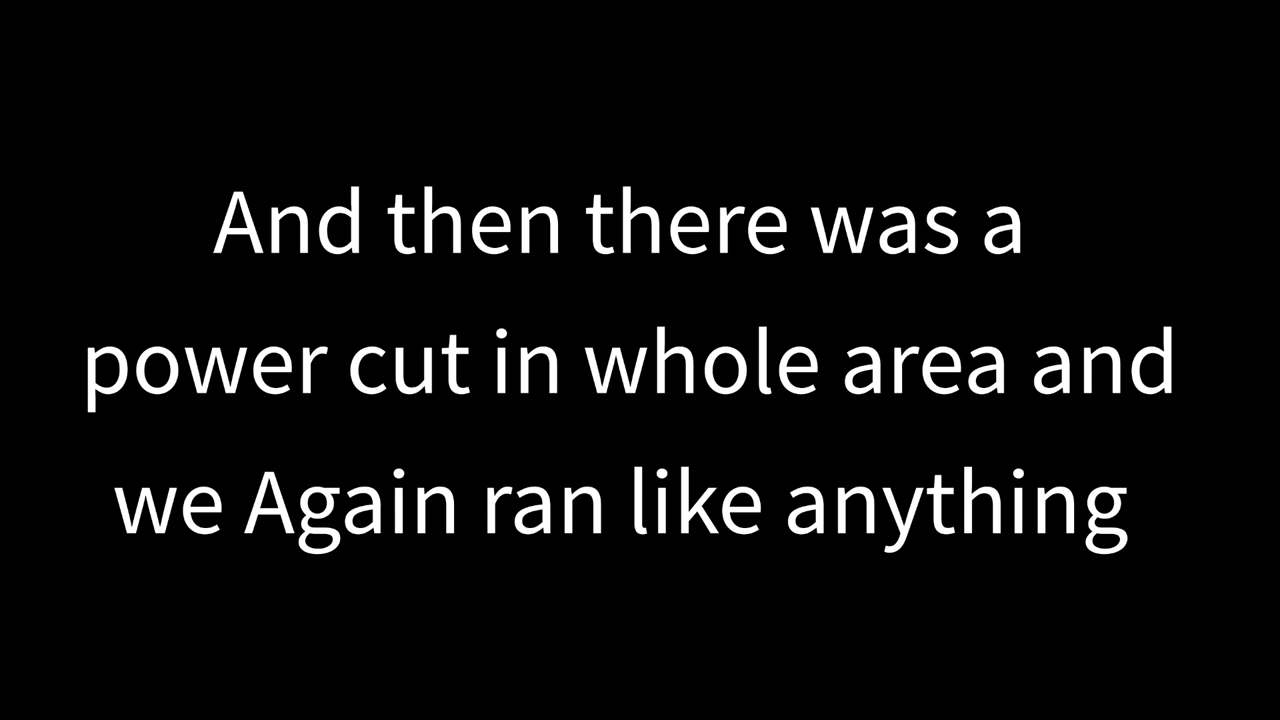 And then there was a
power cut in whole area and
we Again ran like anything